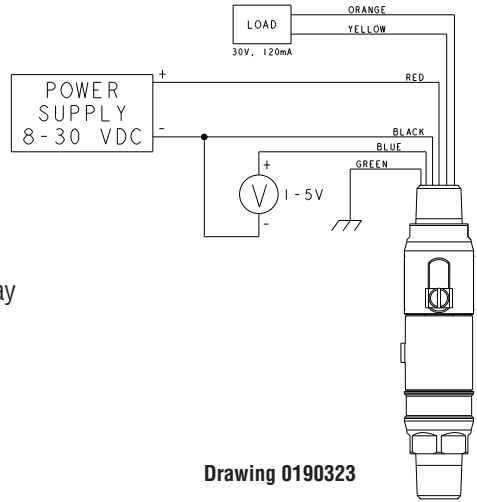 ORANGE
LOAD
YELLOW
30V, 120mA
+
RED
POWER
SUPPLY
8-30 VDC
-
BLACK
BLUE
+
GREEN
V
1-5V
-
Drawing 0190323